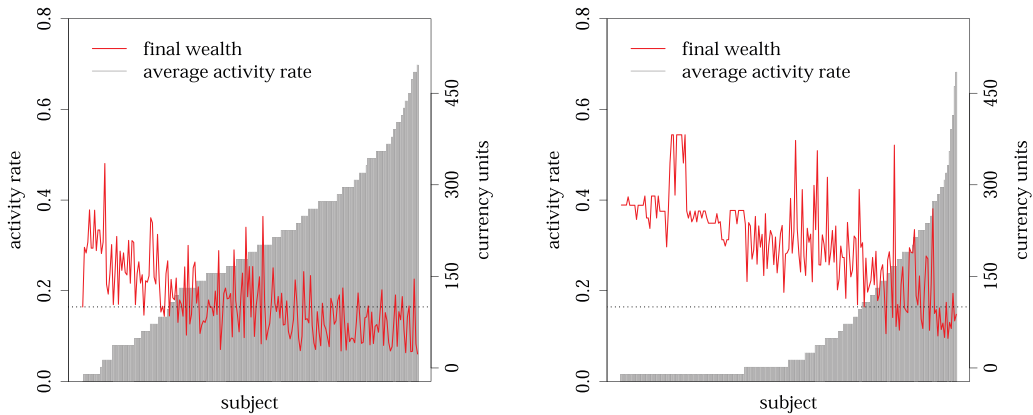 0.8
final wealth
average activity rate
0.6
450
activity rate
0.4
300
currency units
0.2
150
0.0
0
subject
0.8
final wealth
average activity rate
0.6
450
activity rate
0.4
300
currency units
0.2
150
0.0
0
subject